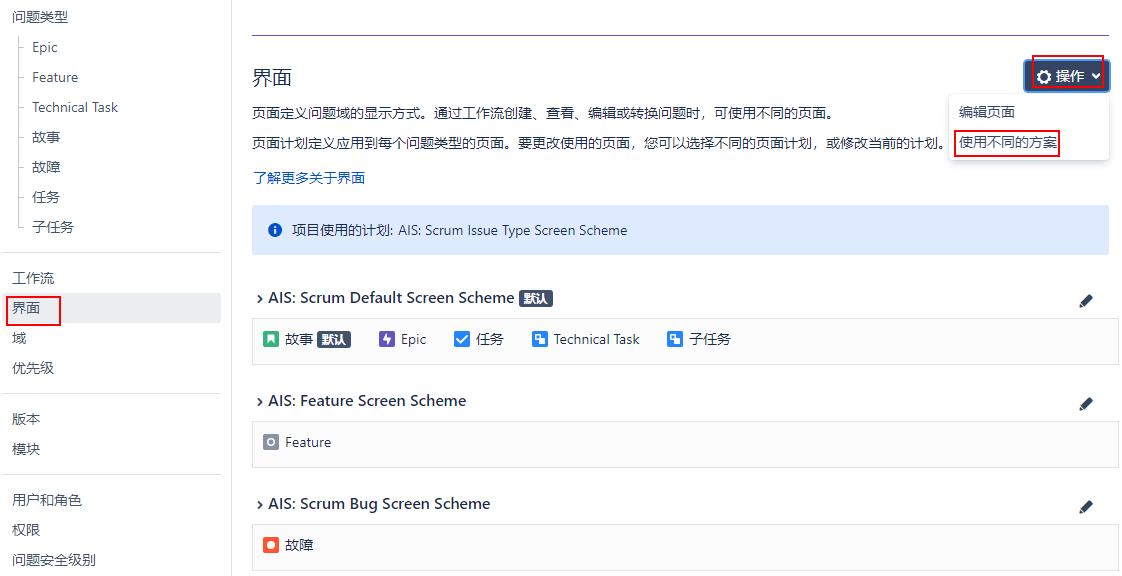 问题类型
Epic
Feature
Technical Task
故事
故障
任务
子任务
工作流
界面
域
优先级
版本
模块
用户和角色
权限
问题安全级别
界面
操作
编辑页面
使用不同的方案
页面定义问题域的显示方式。通过工作流创建、查看、编辑或转换问题时，可使用不同的页面。
页面计划定义应用到每个问题类型的页面。要更改使用的页面，您可以选择不同的页面计划，或修改当前的计划。
了解更多关于界面
项目使用的计划: AIS: Scrum Issue Type Screen Scheme
AIS: Scrum Default Screen Scheme 默认
故事 默认 Epic 任务 Technical Task 子任务
AIS: Feature Screen Scheme
Feature
AIS: Scrum Bug Screen Scheme
故障